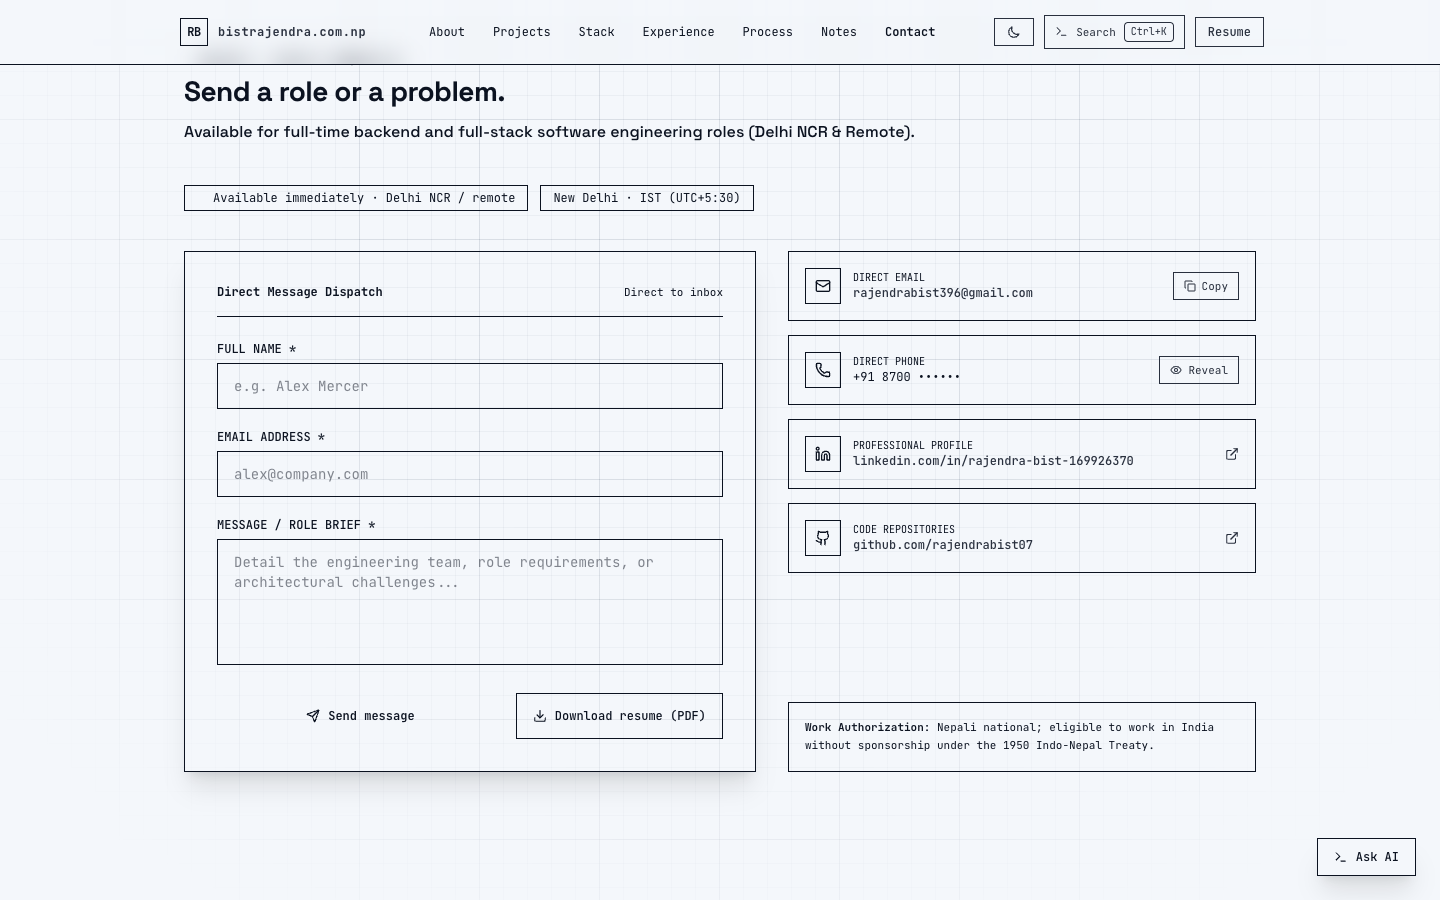 RB bistrajendra.com.np About Projects Stack Experience Process Notes Contact Search Ctrl+K Resume
Send a role or a problem.
Available for full-time backend and full-stack software engineering roles (Delhi NCR & Remote).
Available immediately · Delhi NCR / remote
New Delhi · IST (UTC+5:30)
Direct Message Dispatch
Direct to inbox
FULL NAME *
e.g. Alex Mercer
EMAIL ADDRESS *
alex@company.com
MESSAGE / ROLE BRIEF *
Detail the engineering team, role requirements, or
architectural challenges...
Send message
Download resume (PDF)
DIRECT EMAIL
rajendrabist396@gmail.com
Copy
DIRECT PHONE
+91 8700 ••••••
Reveal
PROFESSIONAL PROFILE
linkedin.com/in/rajendra-bist-169926370
CODE REPOSITORIES
github.com/rajendrabist07
Work Authorization: Nepali national; eligible to work in India
without sponsorship under the 1950 Indo-Nepal Treaty.
Ask AI